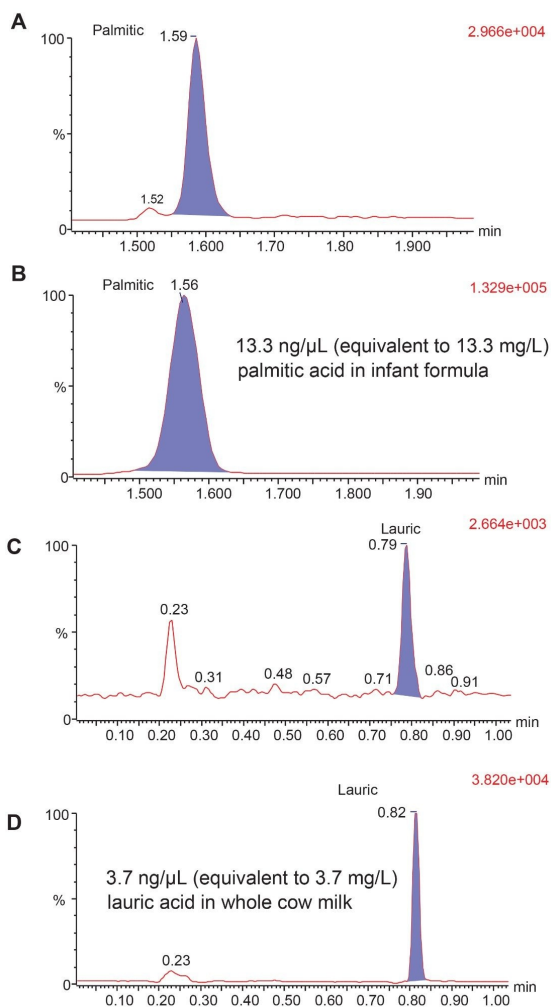 A
Palmitic
1.59
2.966e+004
100
%
1.52
0
1.500 1.600 1.70 1.80 1.900 min
B
Palmitic 1.56
1.329e+005
100
13.3 ng/µL (equivalent to 13.3 mg/L)
palmitic acid in infant formula
%
0
1.500 1.600 1.700 1.800 1.90 min
C
Lauric
2.664e+003
100
0.79
0.23
%
0.31 0.48 0.57 0.71 0.86 0.91
0
0.10 0.20 0.30 0.40 0.50 0.60 0.70 0.80 0.90 1.00 min
3.820e+004
Lauric
D
100
0.82
3.7 ng/µL (equivalent to 3.7 mg/L)
lauric acid in whole cow milk
%
0.23
0
0.10 0.20 0.30 0.40 0.50 0.60 0.70 0.80 0.90 1.00 min